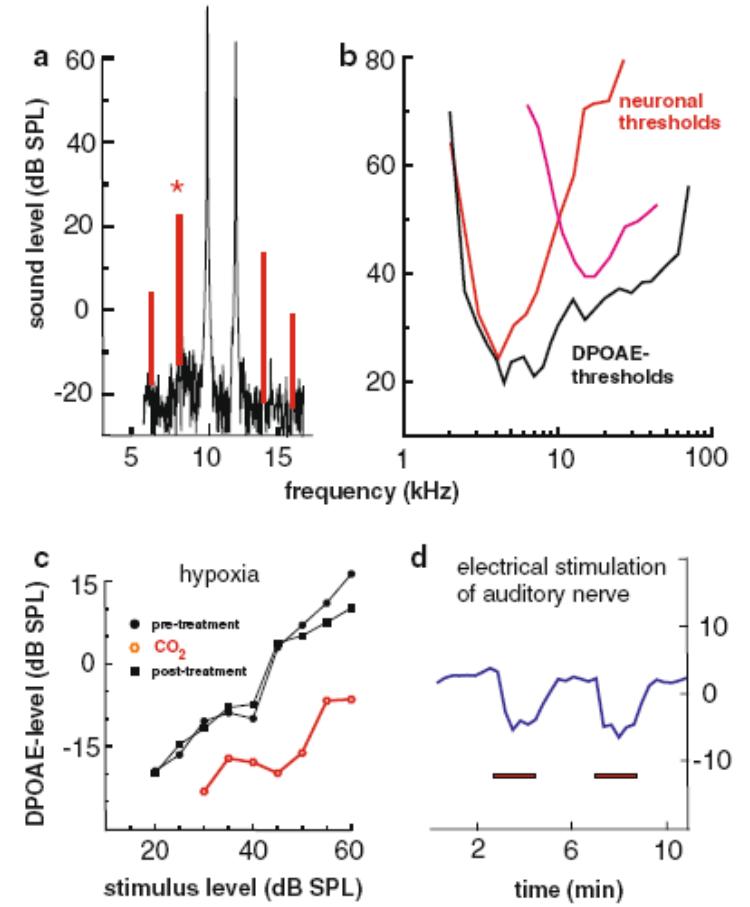 a
sound level (dB SPL)
60
40
20
0
-20
*
5 10 15
b
80
60
40
20
neuronal
thresholds
DPOAE-
thresholds
1 10 100
frequency (kHz)
c
hypoxia
DPOAE-level (dB SPL)
15
0
-15
pre-treatment
CO2
post-treatment
20 40 60
stimulus level (dB SPL)
d
electrical stimulation
of auditory nerve
10
0
-10
2 6 10
time (min)